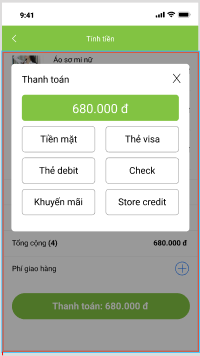 9:41
Tính tiền
Áo sơ mi nữ
Thanh toán
680.000 đ
Tiền mặt
Thẻ visa
Thẻ debit
Check
Khuyến mãi
Store credit
Tổng cộng (4)
680.000 đ
Phí giao hàng
Thanh toán: 680.000 đ